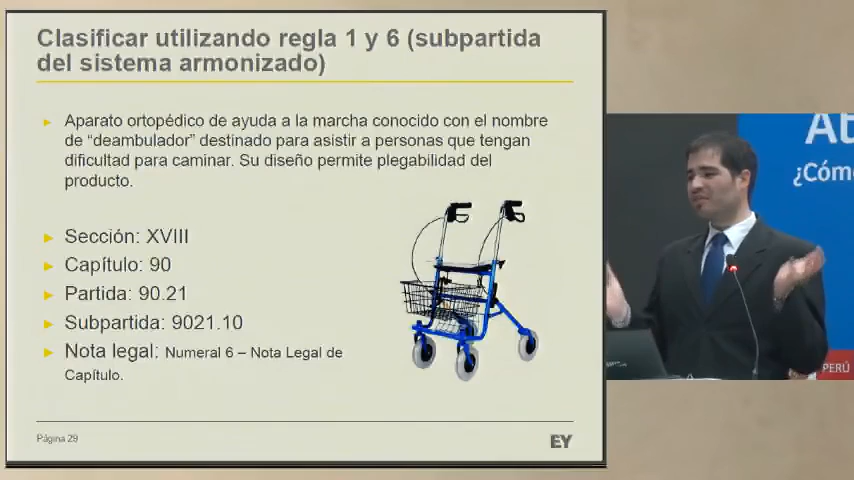 Clasificar utilizando regla 1 y 6 (subpartida
del sistema armonizado)
Aparato ortopédico de ayuda a la marcha conocido con el nombre
de “deambulador” destinado para asistir a personas que tengan
dificultad para caminar. Su diseño permite plegabilidad del
producto.
Sección: XVIII
Capítulo: 90
Partida: 90.21
Subpartida: 9021.10
Nota legal: Numeral 6 – Nota Legal de
Capítulo.
Página 29
EY
¿Cómo
PERÚ